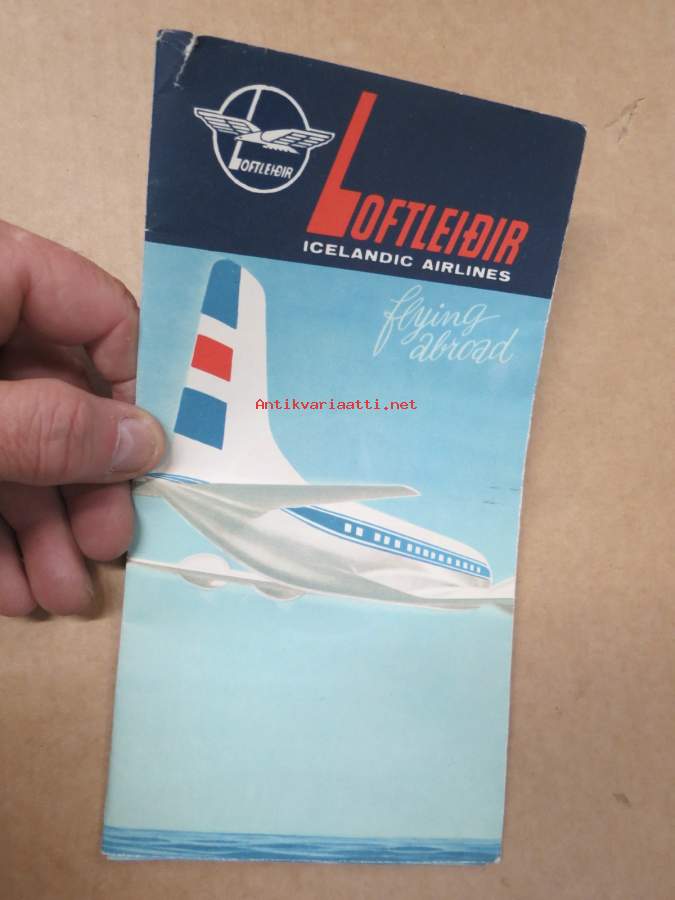 LOFTLEIÐIR
LOFTLEIÐIR
ICELANDIC AIRLINES
flying
abroad
Antikvariaatti.net